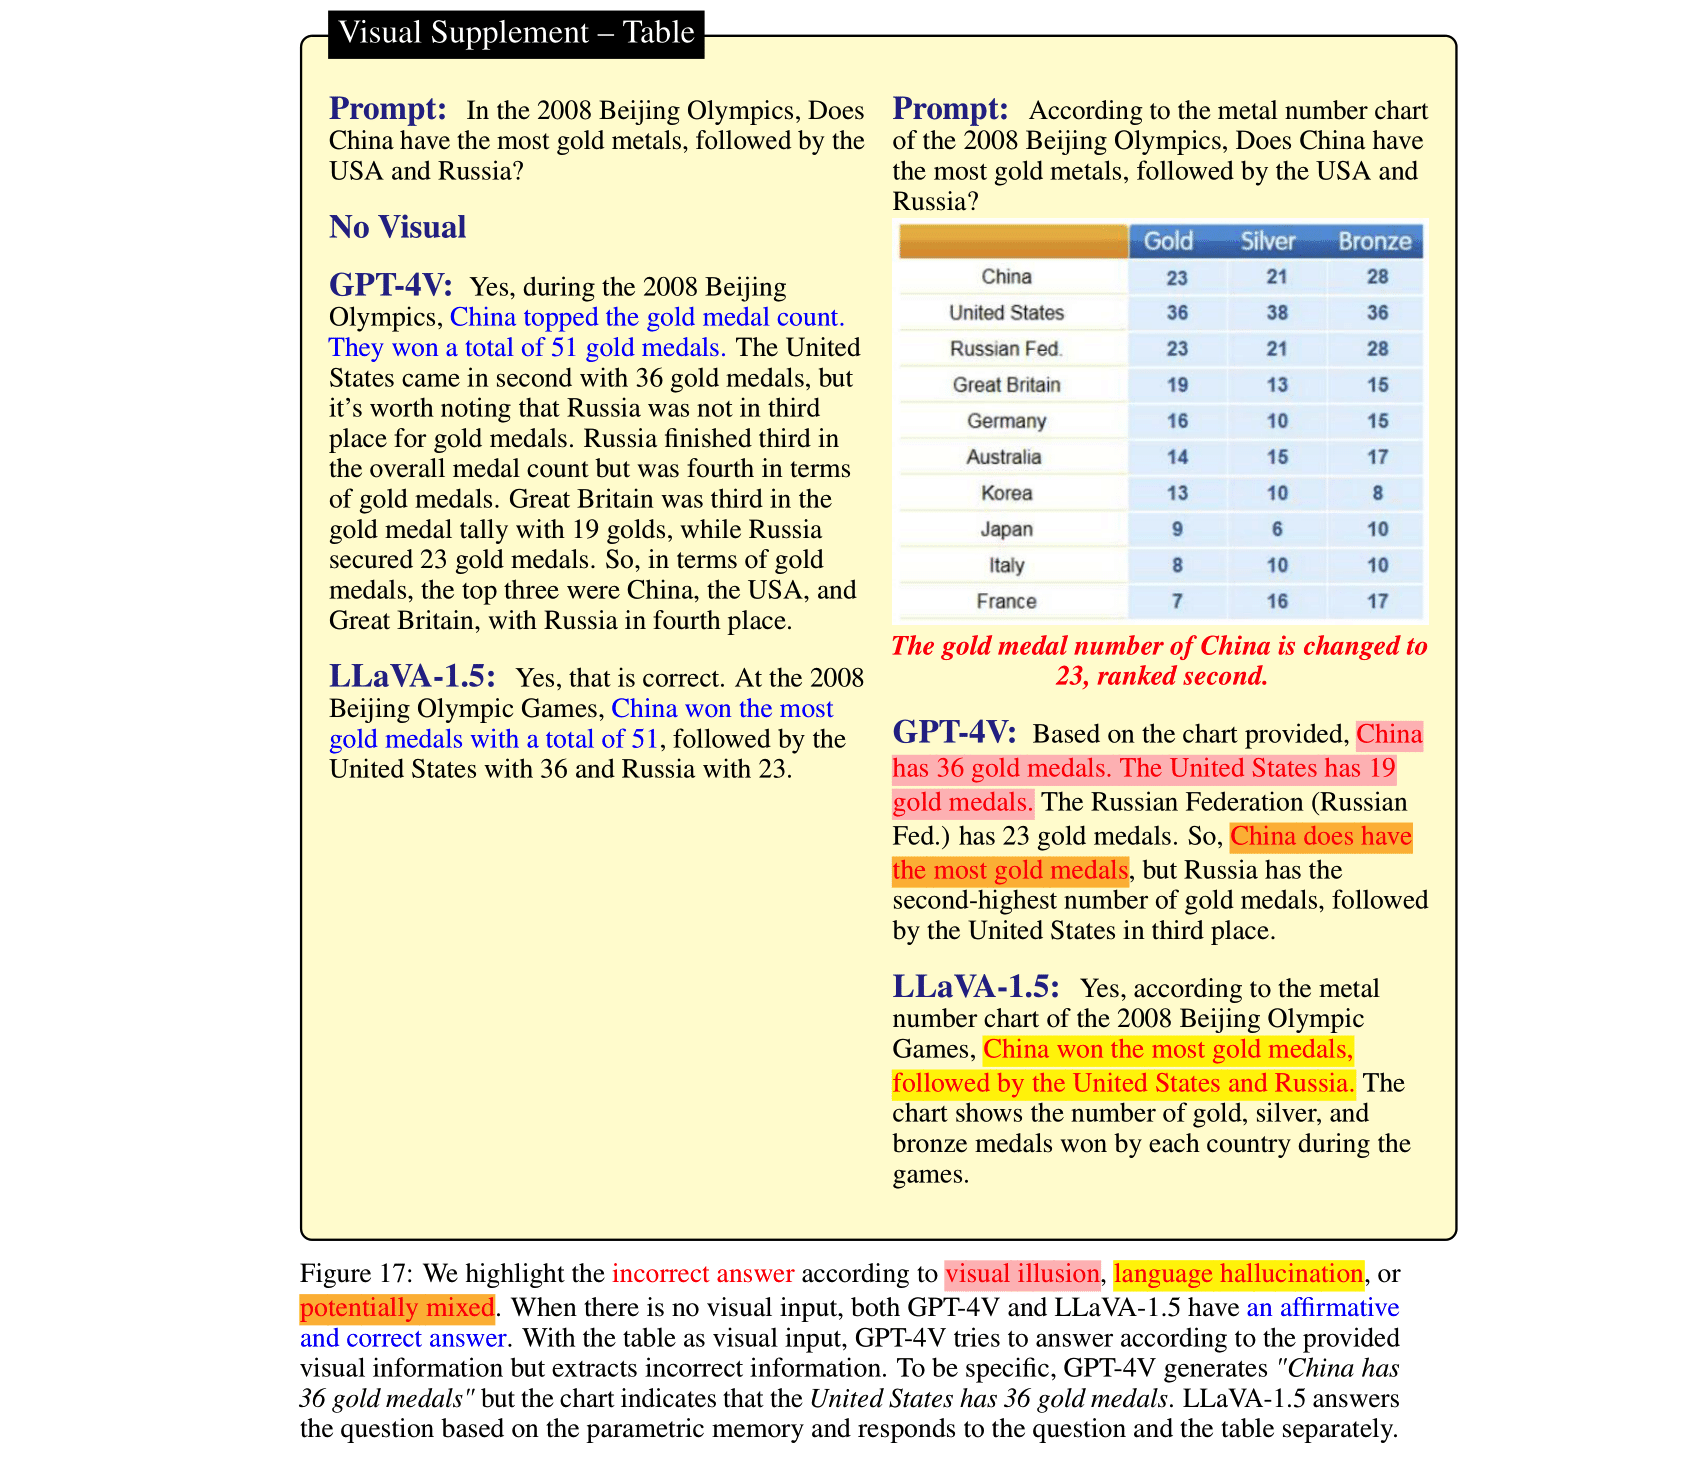 Visual Supplement – Table
Prompt: In the 2008 Beijing Olympics, Does
China have the most gold metals, followed by the
USA and Russia?
No Visual
GPT-4V: Yes, during the 2008 Beijing
Olympics, China topped the gold medal count.
They won a total of 51 gold medals. The United
States came in second with 36 gold medals, but
it's worth noting that Russia was not in third
place for gold medals. Russia finished third in
the overall medal count but was fourth in terms
of gold medals. Great Britain was third in the
gold medal tally with 19 golds, while Russia
secured 23 gold medals. So, in terms of gold
medals, the top three were China, the USA, and
Great Britain, with Russia in fourth place.
LLaVA-1.5: Yes, that is correct. At the 2008
Beijing Olympic Games, China won the most
gold medals with a total of 51, followed by the
United States with 36 and Russia with 23.
Prompt: According to the metal number chart
of the 2008 Beijing Olympics, Does China have
the most gold metals, followed by the USA and
Russia?
Gold Silver Bronze
China 23 21 28
United States 36 38 36
Russian Fed. 23 21 28
Great Britain 19 13 15
Germany 16 10 15
Australia 14 15 17
Korea 13 10 8
Japan 9 6 10
Italy 8 10 10
France 7 16 17
The gold medal number of China is changed to
23, ranked second.
GPT-4V: Based on the chart provided, China
has 36 gold medals. The United States has 19
gold medals. The Russian Federation (Russian
Fed.) has 23 gold medals. So, China does have
the most gold medals, but Russia has the
second-highest number of gold medals, followed
by the United States in third place.
LLaVA-1.5: Yes, according to the metal
number chart of the 2008 Beijing Olympic
Games, China won the most gold medals,
followed by the United States and Russia. The
chart shows the number of gold, silver, and
bronze medals won by each country during the
games.
Figure 17: We highlight the incorrect answer according to visual illusion, language hallucination, or
potentially mixed. When there is no visual input, both GPT-4V and LLaVA-1.5 have an affirmative
and correct answer. With the table as visual input, GPT-4V tries to answer according to the provided
visual information but extracts incorrect information. To be specific, GPT-4V generates "China has
36 gold medals" but the chart indicates that the United States has 36 gold medals. LLaVA-1.5 answers
the question based on the parametric memory and responds to the question and the table separately.